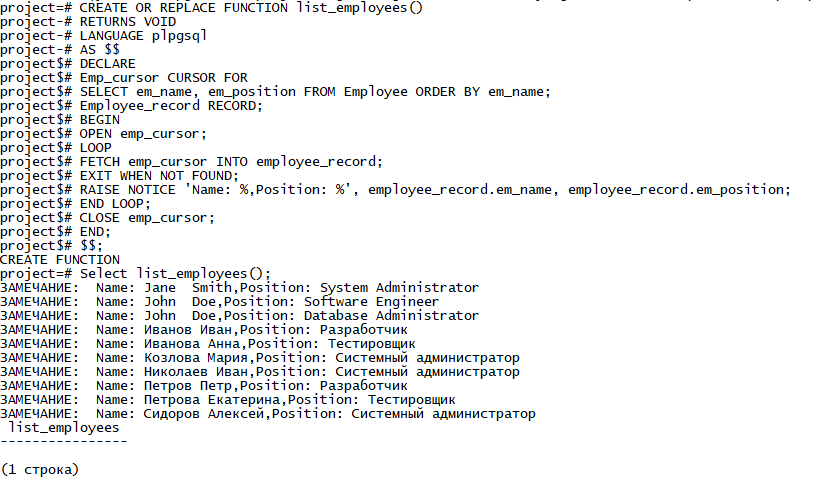 project=# CREATE OR REPLACE FUNCTION list_employees()
project-# RETURNS VOID
project-# LANGUAGE plpgsql
project-# AS $$
project$# DECLARE
project$# Emp_cursor CURSOR FOR
project$# SELECT em_name, em_position FROM Employee ORDER BY em_name;
project$# Employee_record RECORD;
project$# BEGIN
project$# OPEN emp_cursor;
project$# LOOP
project$# FETCH emp_cursor INTO employee_record;
project$# EXIT WHEN NOT FOUND;
project$# RAISE NOTICE 'Name: %,Position: %', employee_record.em_name, employee_record.em_position;
project$# END LOOP;
project$# CLOSE emp_cursor;
project$# END;
project$# $$;
CREATE FUNCTION
project=# Select list_employees();
ЗАМЕЧАНИЕ:  Name: Jane  Smith,Position: System Administrator
ЗАМЕЧАНИЕ:  Name: John  Doe,Position: Software Engineer
ЗАМЕЧАНИЕ:  Name: John  Doe,Position: Database Administrator
ЗАМЕЧАНИЕ:  Name: Иванов Иван,Position: Разработчик
ЗАМЕЧАНИЕ:  Name: Иванова Анна,Position: Тестировщик
ЗАМЕЧАНИЕ:  Name: Козлова Мария,Position: Системный администратор
ЗАМЕЧАНИЕ:  Name: Николаев Иван,Position: Системный администратор
ЗАМЕЧАНИЕ:  Name: Петров Петр,Position: Разработчик
ЗАМЕЧАНИЕ:  Name: Петрова Екатерина,Position: Тестировщик
ЗАМЕЧАНИЕ:  Name: Сидоров Алексей,Position: Системный администратор
 list_employees
----------------
(1 строка)